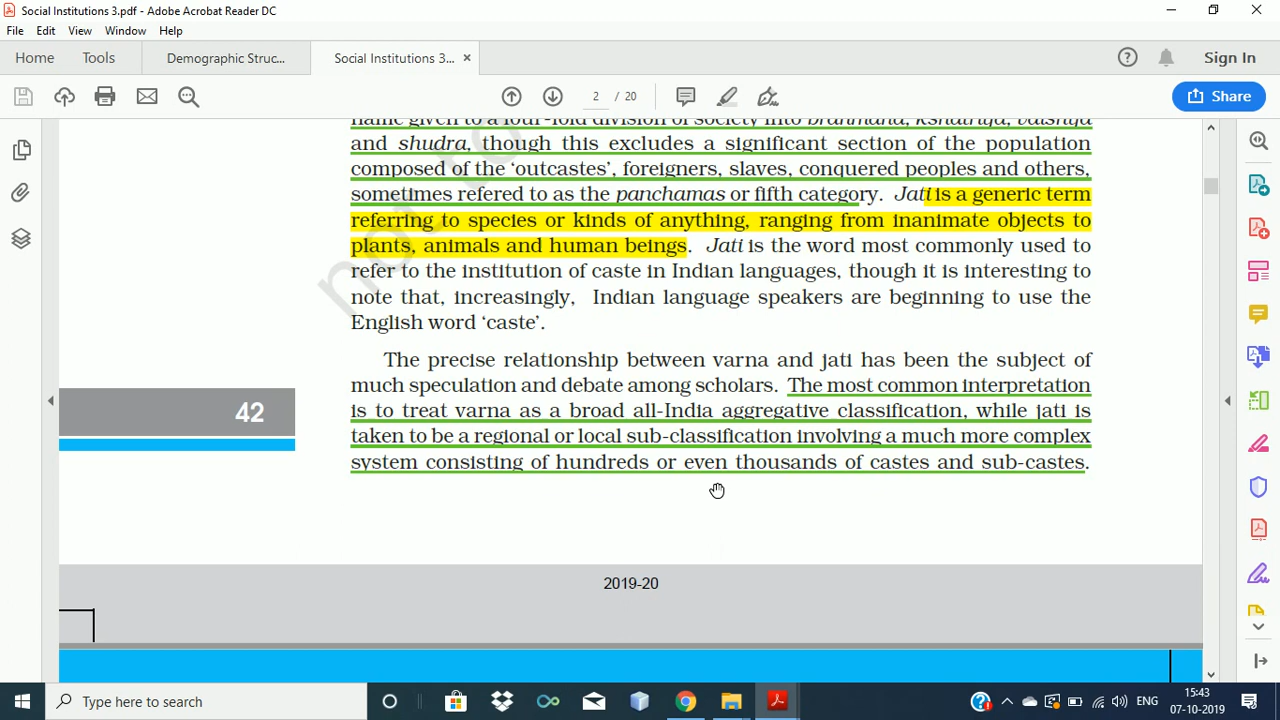 Social Institutions 3.pdf - Adobe Acrobat Reader DC
File Edit View Window Help
Home Tools Demographic Struc... Social Institutions 3... ×
Sign In
2 / 20
Share
name given to a four-fold division of society into brahmana, kshatriya, vaishya
and shudra, though this excludes a significant section of the population
composed of the ‘outcastes’, foreigners, slaves, conquered peoples and others,
sometimes refered to as the panchamas or fifth category. Jati is a generic term
referring to species or kinds of anything, ranging from inanimate objects to
plants, animals and human beings. Jati is the word most commonly used to
refer to the institution of caste in Indian languages, though it is interesting to
note that, increasingly, Indian language speakers are beginning to use the
English word ‘caste’.
The precise relationship between varna and jati has been the subject of
much speculation and debate among scholars. The most common interpretation
is to treat varna as a broad all-India aggregative classification, while jati is
taken to be a regional or local sub-classification involving a much more complex
system consisting of hundreds or even thousands of castes and sub-castes.
42
not to
2019-20
Type here to search
ENG
15:43
07-10-2019